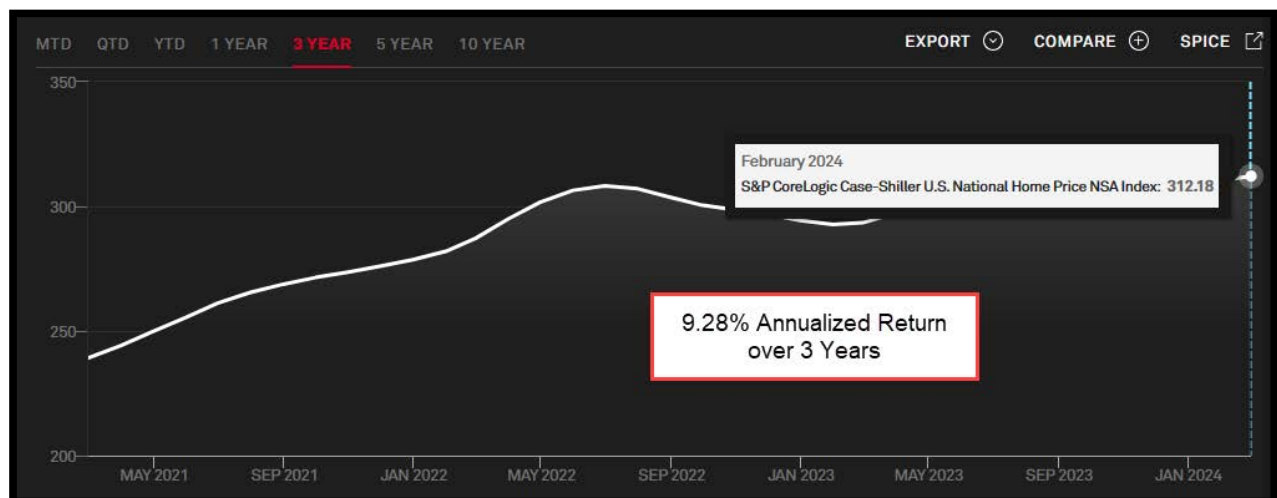 MTD QTD YTD 1 YEAR 3 YEAR 5 YEAR 10 YEAR EXPORT COMPARE SPICE
350
February 2024
S&P CoreLogic Case-Shiller U.S. National Home Price NSA Index: 312.18
300
9.28% Annualized Return
over 3 Years
250
200
MAY 2021 SEP 2021 JAN 2022 MAY 2022 SEP 2022 JAN 2023 MAY 2023 SEP 2023 JAN 2024